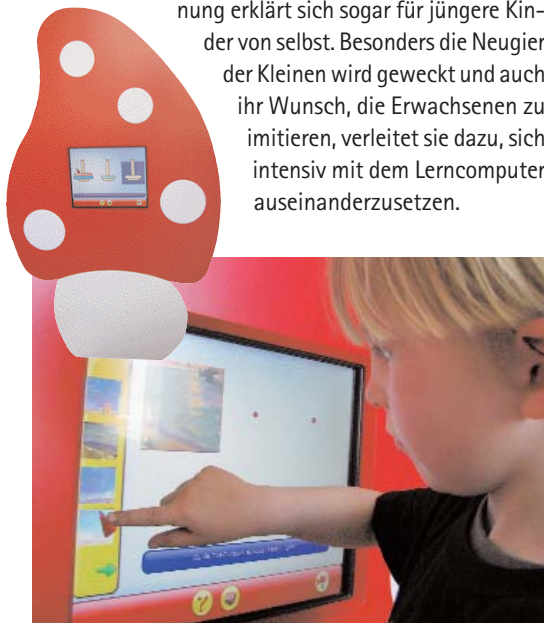 nung erklärt sich sogar für jüngere Kin-
der von selbst. Besonders die Neugier
der Kleinen wird geweckt und auch
ihr Wunsch, die Erwachsenen zu
imitieren, verleitet sie dazu, sich
intensiv mit dem Lerncomputer
auseinanderzusetzen.
?